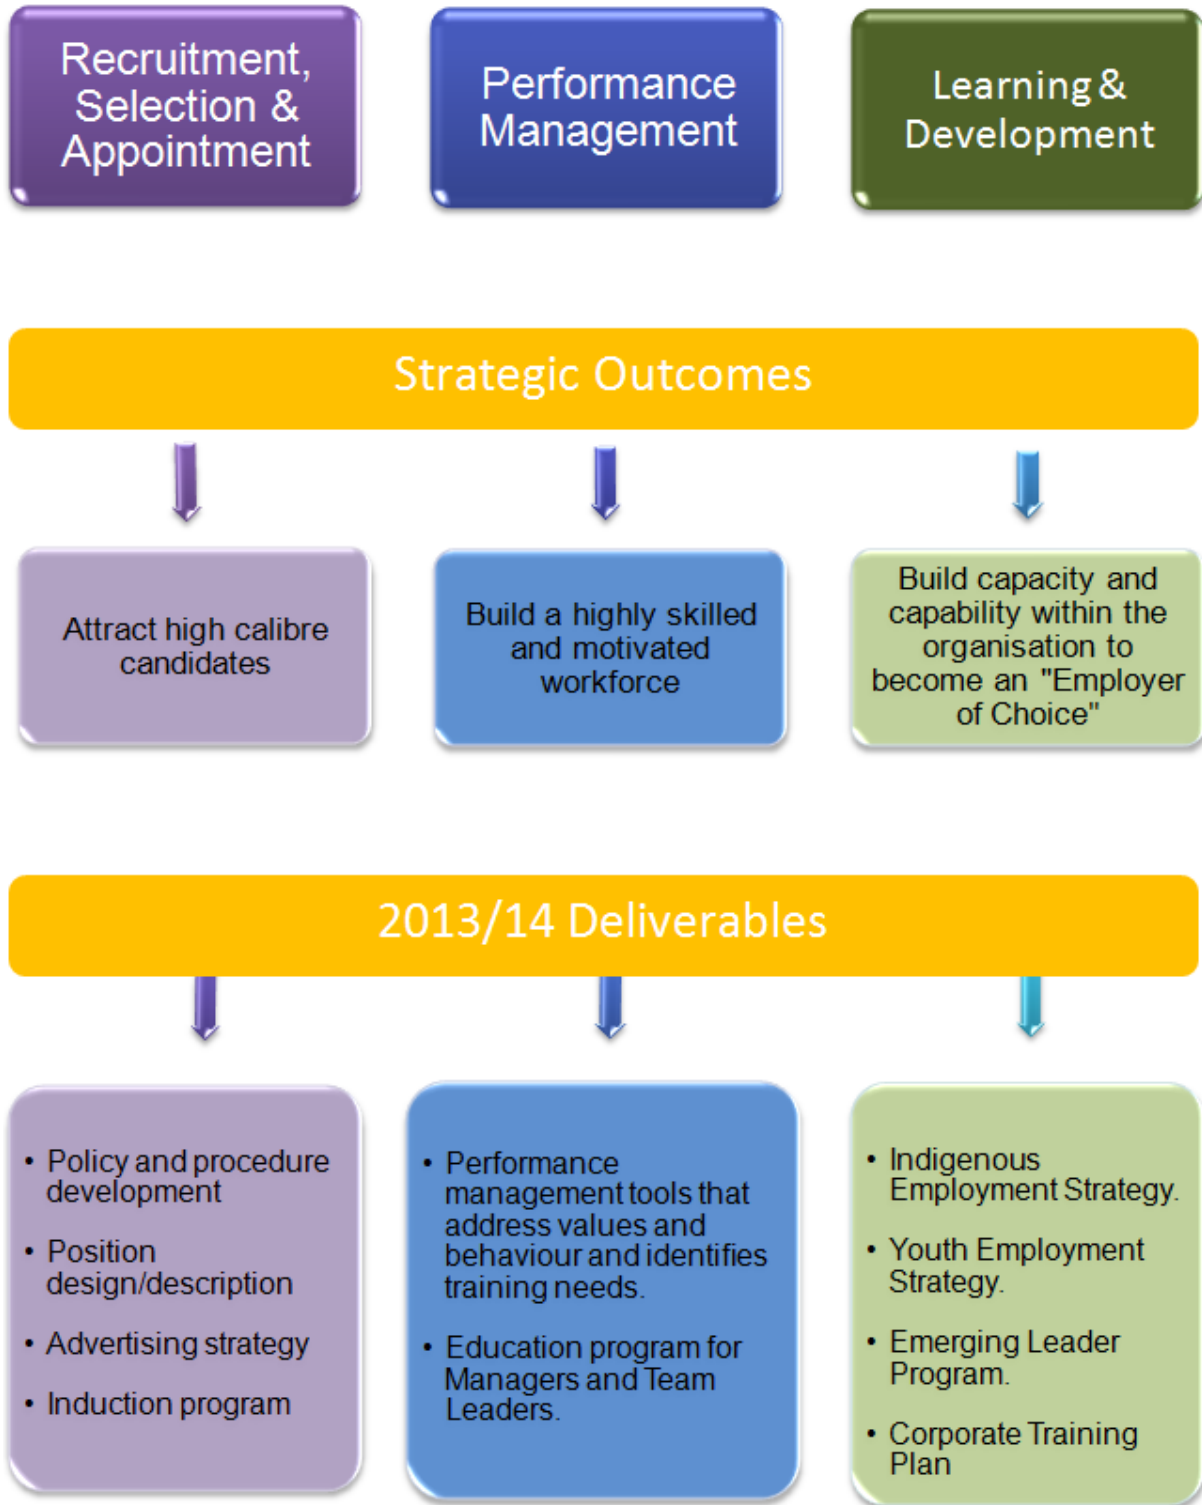 Recruitment,
Selection &
Appointment
Performance
Management
Learning &
Development
Strategic Outcomes
Attract high calibre
candidates
Build a highly skilled
and motivated
workforce
Build capacity and
capability within the
organisation to
become an "Employer
of Choice"
2013/14 Deliverables
• Policy and procedure
development
• Position
design/description
• Advertising strategy
• Induction program
• Performance
management tools that
address values and
behaviour and identifies
training needs.
• Education program for
Managers and Team
Leaders.
• Indigenous
Employment Strategy.
• Youth Employment
Strategy.
• Emerging Leader
Program.
• Corporate Training
Plan